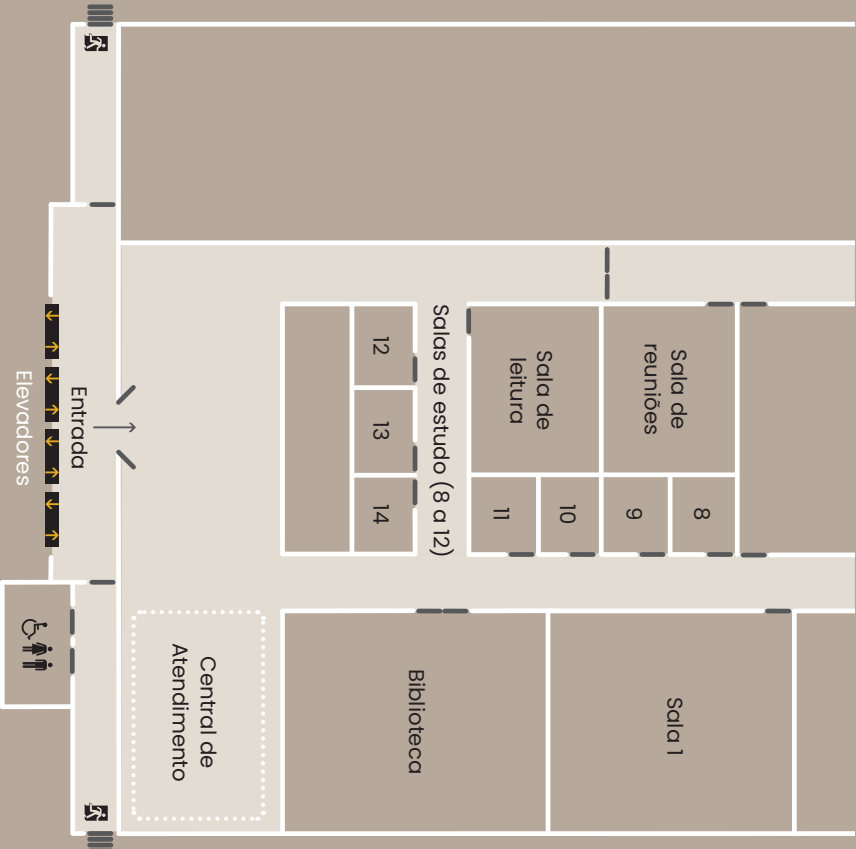 Elevadores
Entrada
Central de
Atendimento
12
13
14
Salas de estudo (8 a 12)
Sala de
leitura
Sala de
reuniões
11
10
9
8
Biblioteca
Sala 1